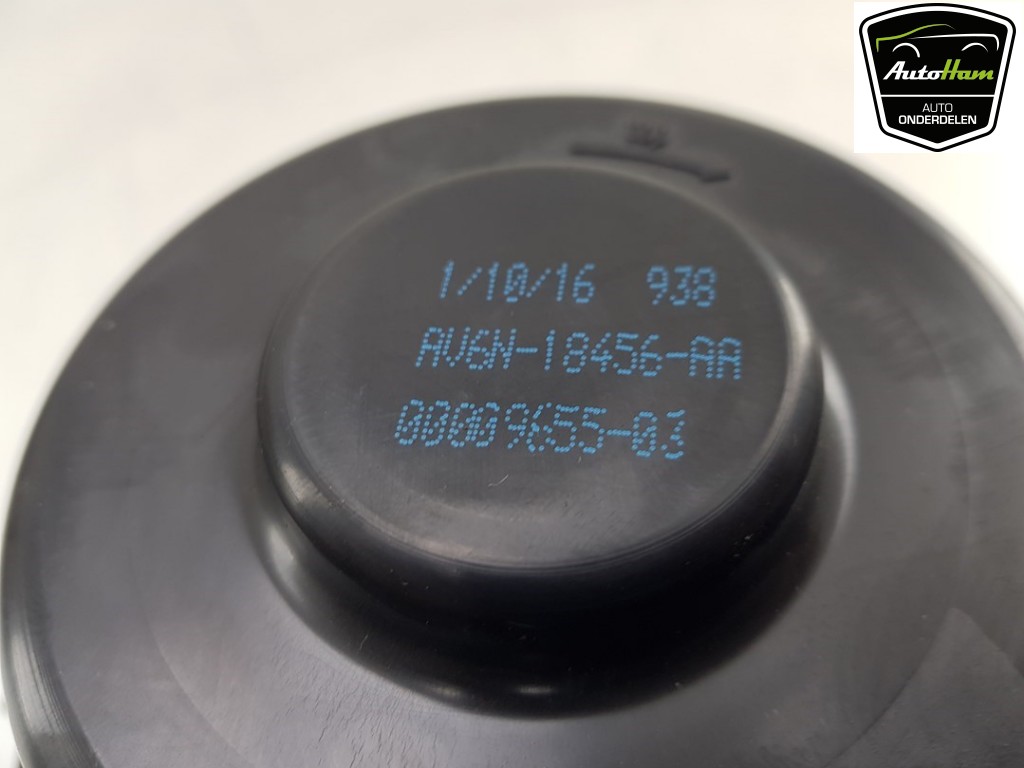 AutoHam
AUTO
ONDERDELEN
1/10/16 938
AV6N-18456-AA
00009655-03